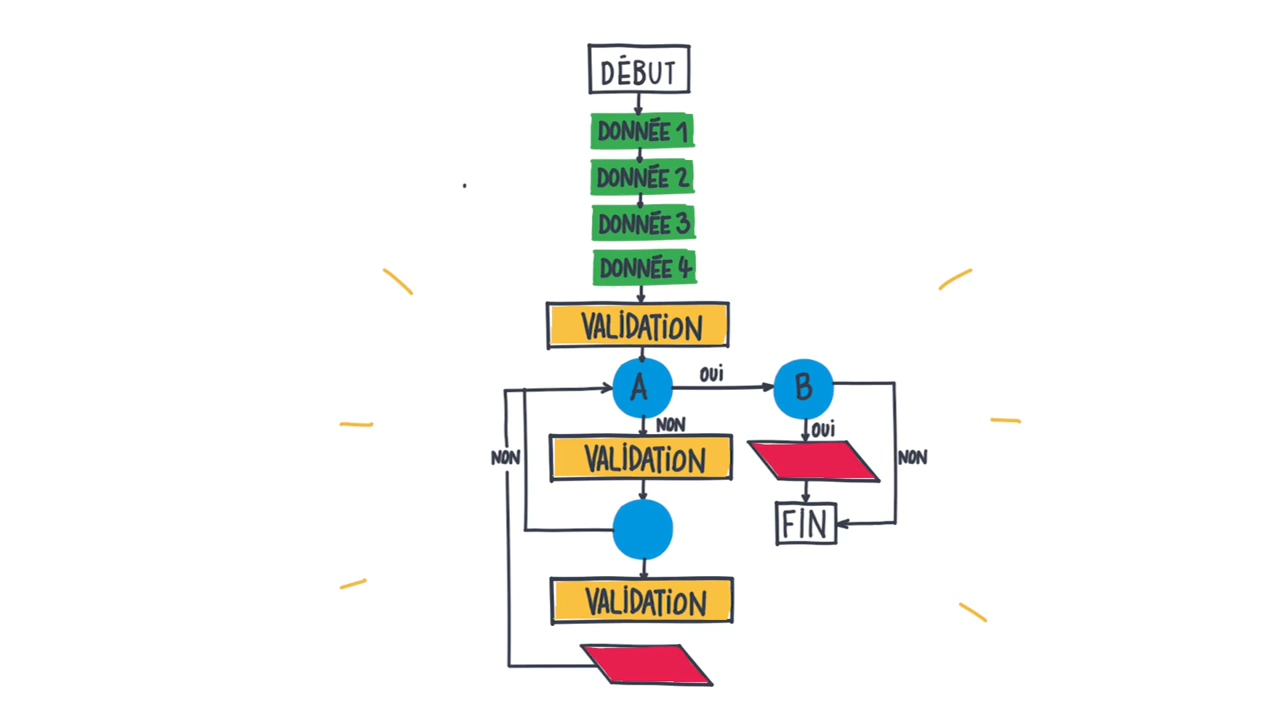 DÉBUT
DONNÉE 1
DONNÉE 2
DONNÉE 3
DONNÉE 4
VALiDATiON
A
OUi
B
NON
OUi
VALiDATiON
NON
NON
FiN
VALiDATiON